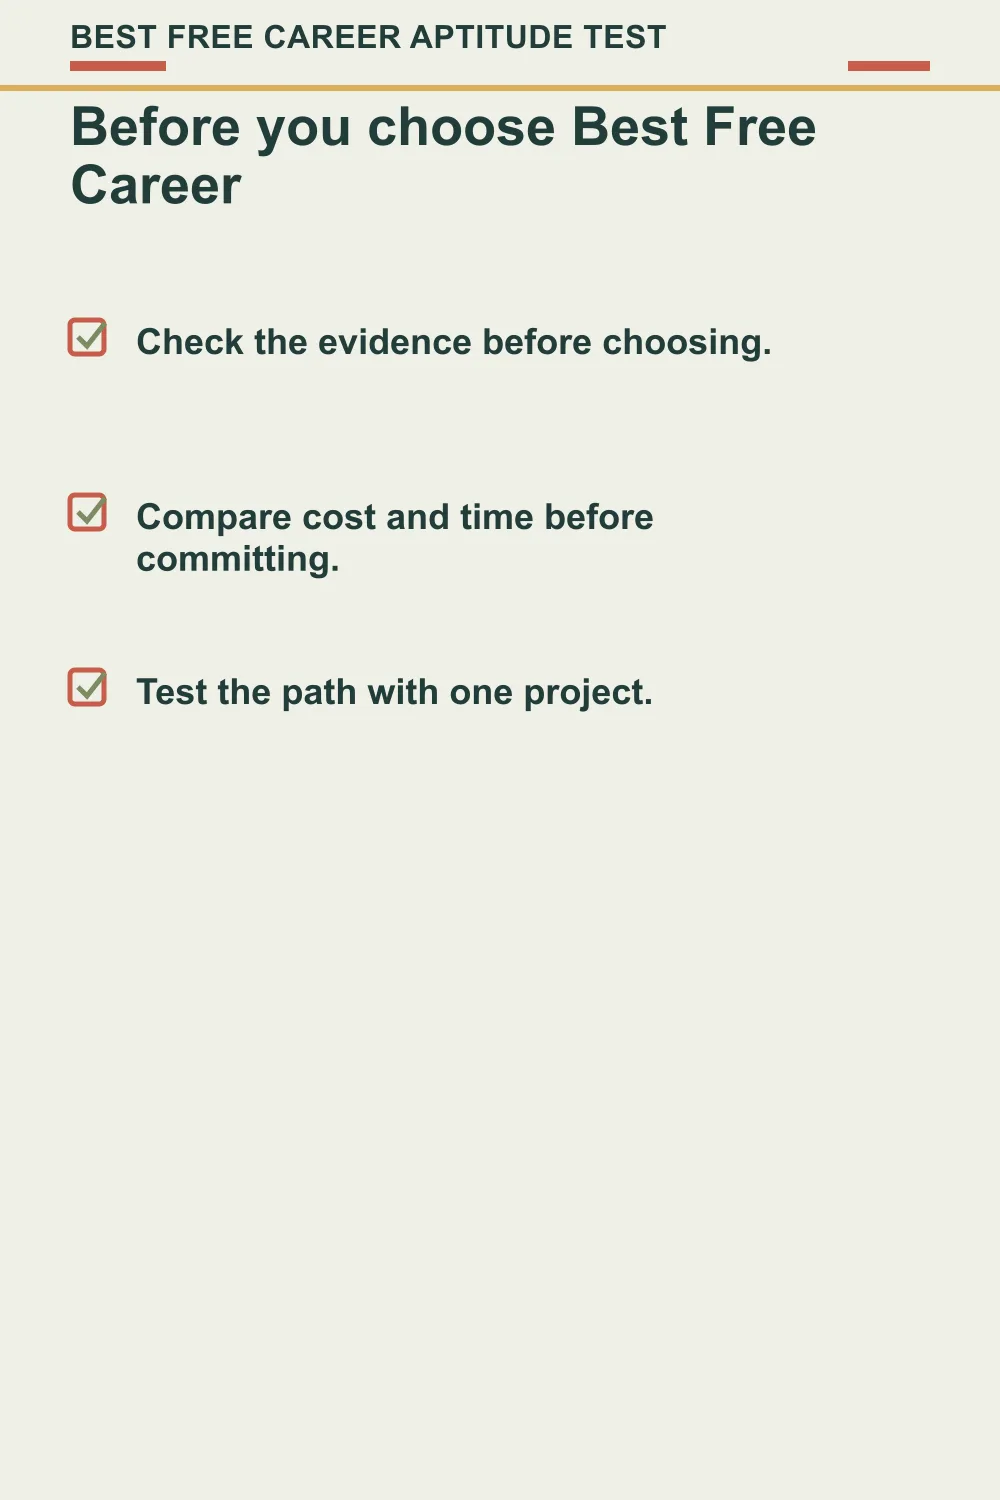 BEST FREE CAREER APTITUDE TEST
Before you choose Best Free
Career
Check the evidence before choosing.
Compare cost and time before
committing.
Test the path with one project.